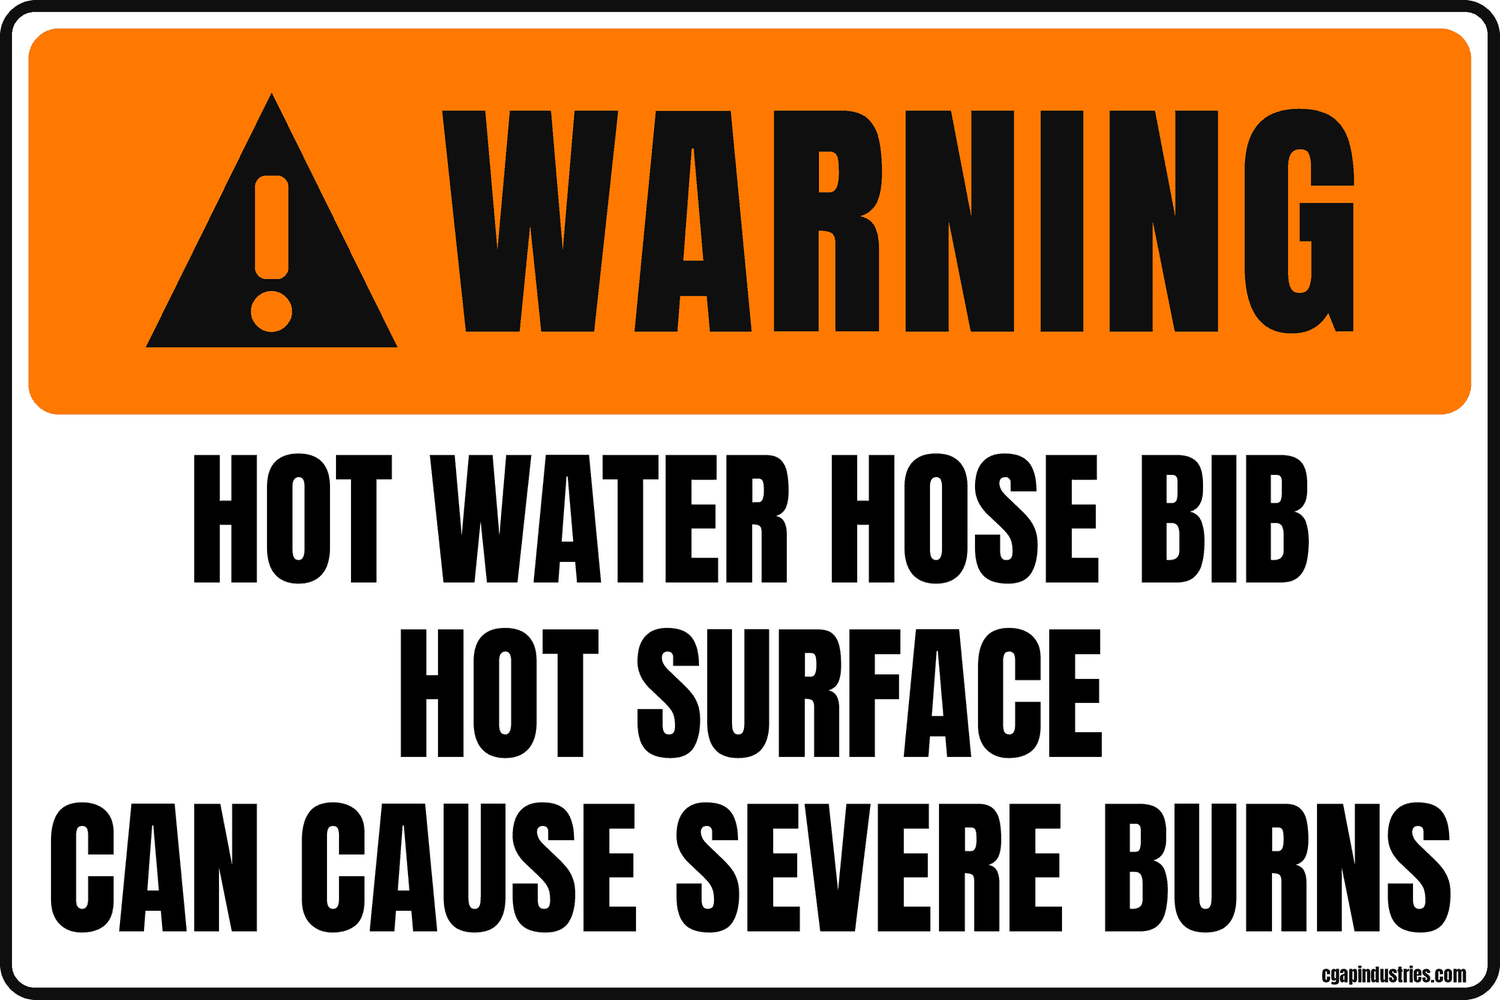 WARNING
HOT WATER HOSE BIB
HOT SURFACE
CAN CAUSE SEVERE BURNS
cgapindustries.com